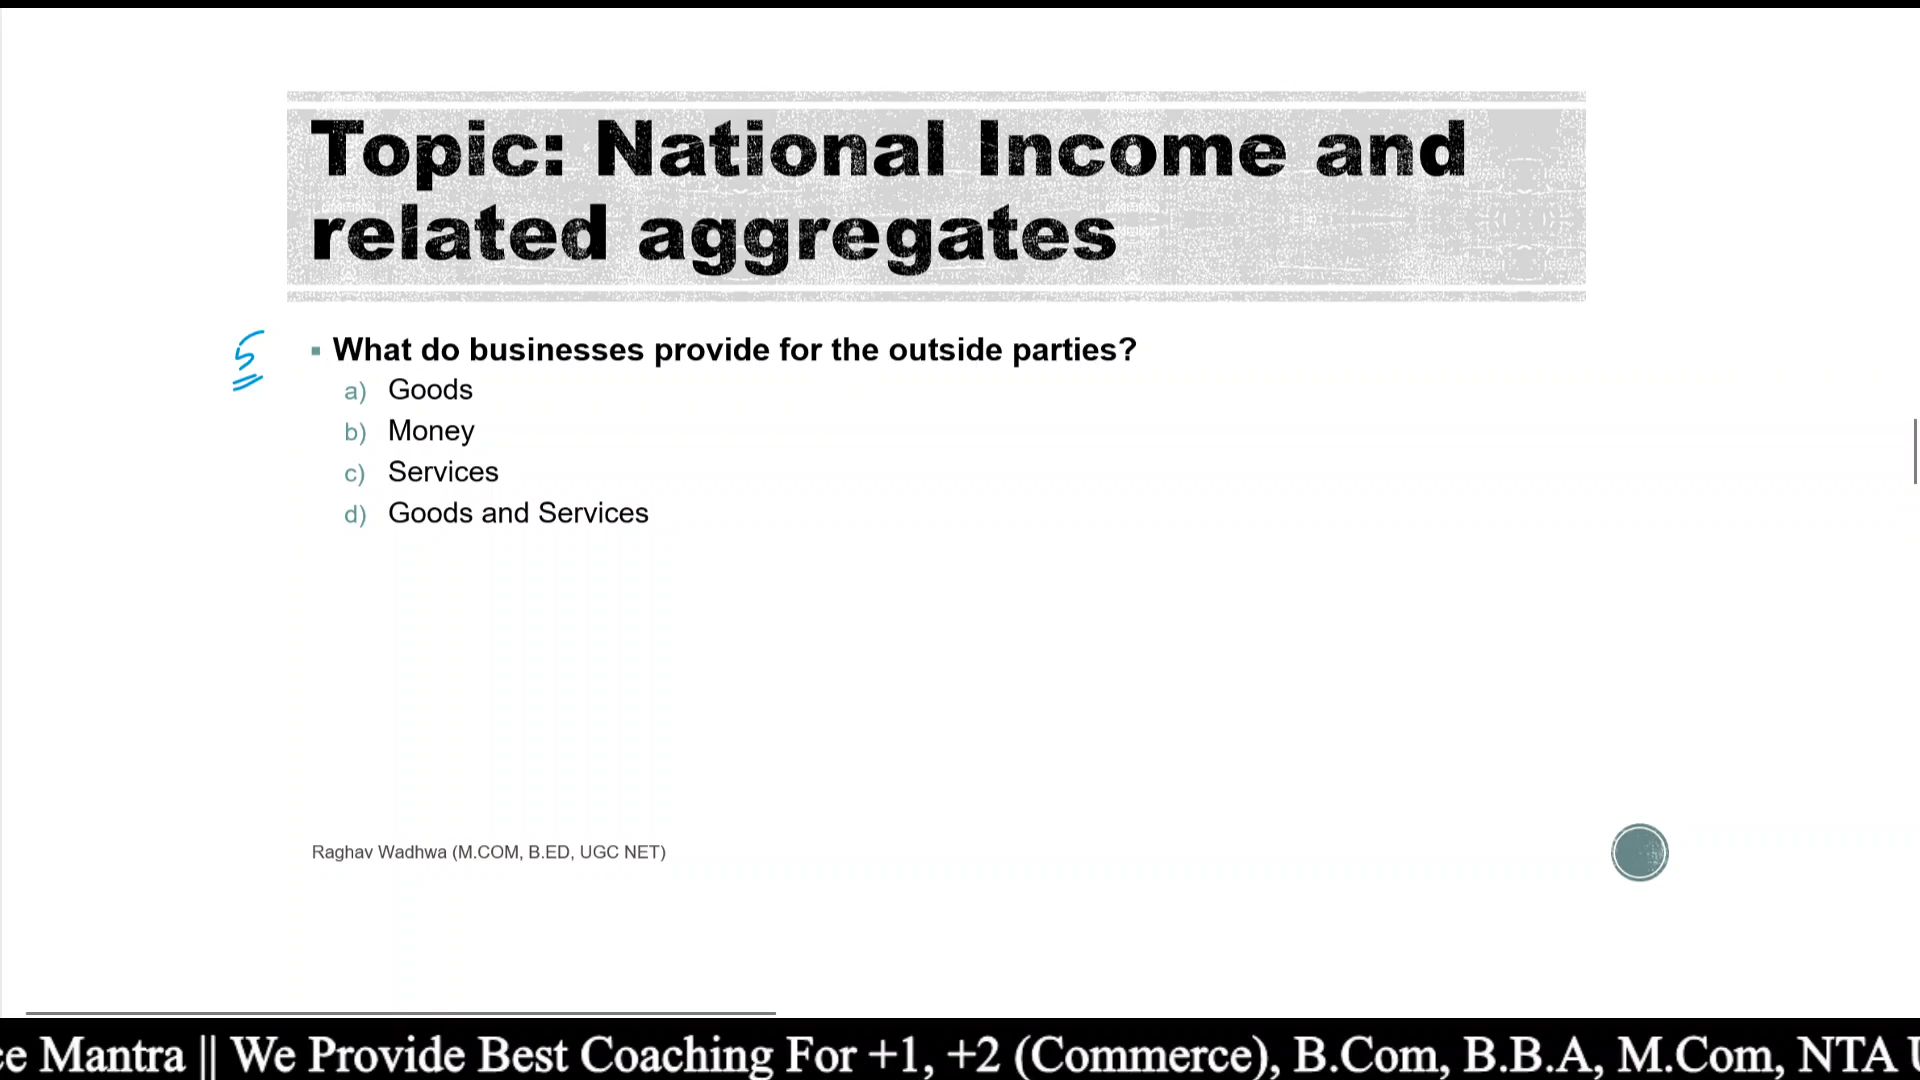 Topic: National Income and
related aggregates
5
What do businesses provide for the outside parties?
a) Goods
b) Money
c) Services
d) Goods and Services
Raghav Wadhwa (M.COM, B.ED, UGC NET)
ce Mantra || We Provide Best Coaching For +1, +2 (Commerce), B.Com, B.B.A, M.Com, NTA